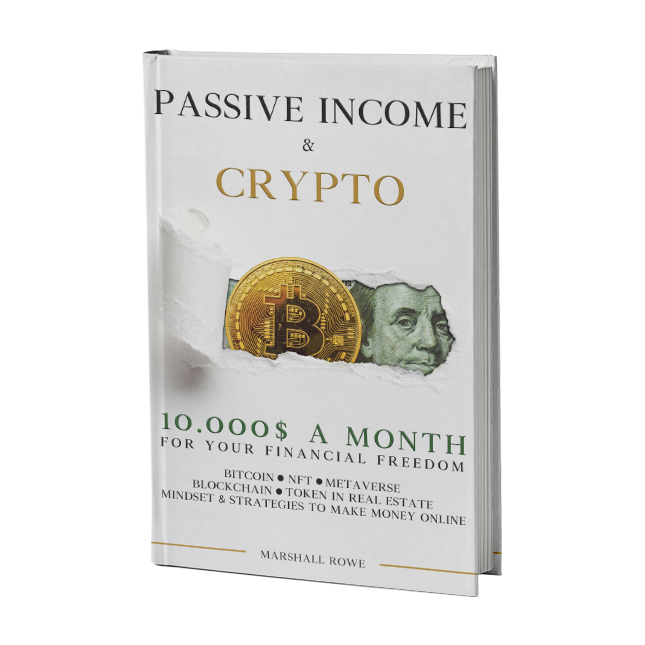 PASSIVE INCOME
&
CRYPTO
B
10.000$ A MONTH
FOR YOUR FINANCIAL FREEDOM
BITCOIN ● NFT ● METAVERSE
BLOCKCHAIN ● TOKEN IN REAL ESTATE
MINDSET & STRATEGIES TO MAKE MONEY ONLINE
MARSHALL ROWE